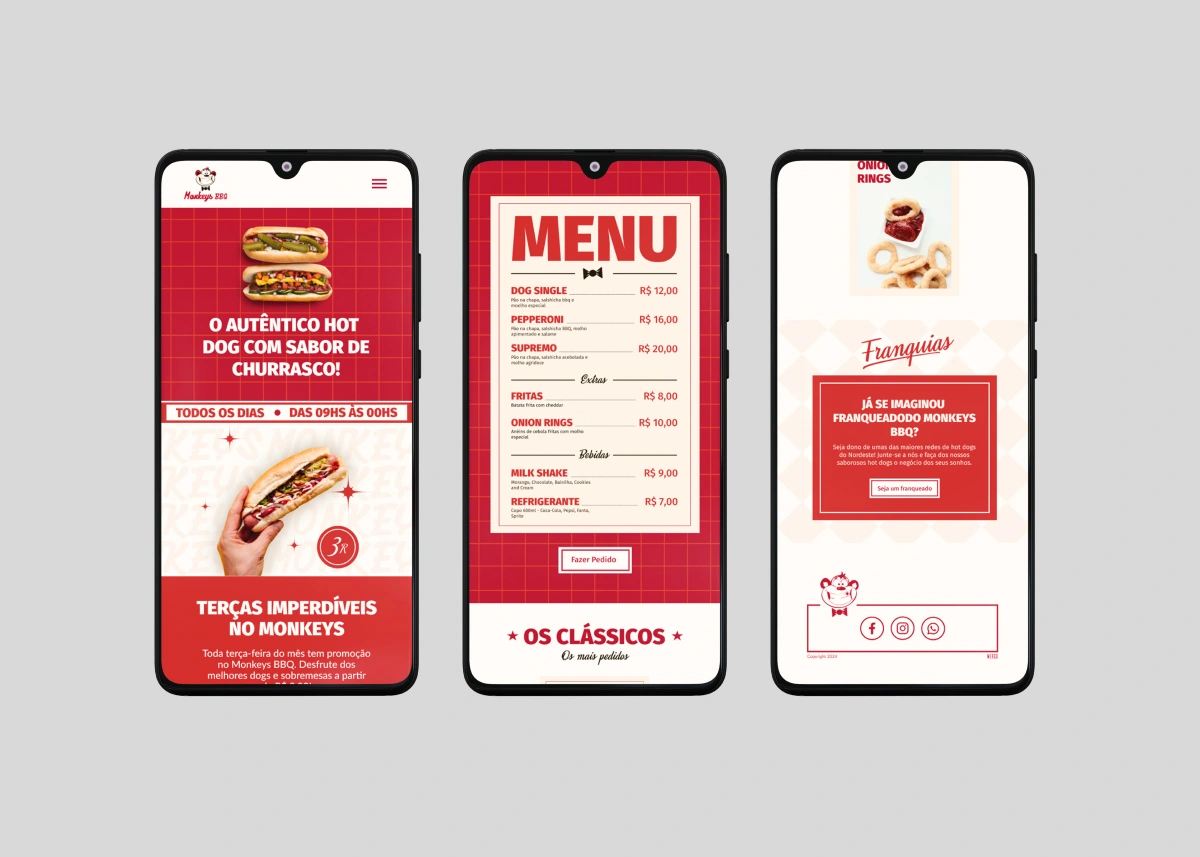 Monkeys BBQ
O AUTÊNTICO HOT
DOG COM SABOR DE
CHURRASCO!
TODOS OS DIAS • DAS 09HS ÀS 00HS
3R
TERÇAS IMPERDÍVEIS
NO MONKEYS
Toda terça-feira do mês tem promoção
no Monkeys BBQ. Desfrute dos
melhores dogs e sobremesas a partir
MENU
DOG SINGLE R$ 12,00
Pão na chapa, salshicha bbq e
molho especial
PEPPERONI R$ 16,00
Pão na chapa, salshicha BBQ, molho
apimentado e salame
SUPREMO R$ 20,00
Pão na chapa, salshicha acebolada e
molho agridoce
Extras
FRITAS R$ 8,00
Batata frita com cheddar
ONION RINGS R$ 10,00
Anéins de cebola fritas com molho
especial
Bebidas
MILK SHAKE R$ 9,00
Morango, Chocolate, Bainilha, Cookies
and Cream
REFRIGERANTE R$ 7,00
Copo 600ml - Coca-Cola, Pepsi, Fanta,
Sprite
Fazer Pedido
★ OS CLÁSSICOS ★
Os mais pedidos
ONION
RINGS
Franquias
JÁ SE IMAGINOU
FRANQUEADODO MONKEYS
BBQ?
Seja dono de umas das maiores redes de hot dogs
do Nordeste! Junte-se a nós e faça dos nossos
saborosos hot dogs o negócio dos seus sonhos.
Seja um franqueado
Copyright 2024